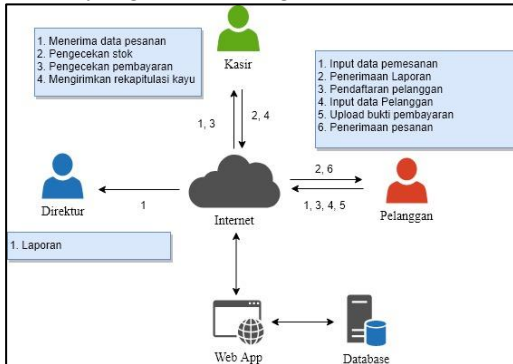 1. Menerima data pesanan
2. Pengecekan stok
3. Pengecekan pembayaran
4. Mengirimkan rekapitulasi kayu
Kasir
1. Input data pemesanan
2. Penerimaan Laporan
3. Pendaftaran pelanggan
4. Input data Pelanggan
5. Upload bukti pembayaran
6. Penerimaan pesanan
1, 3
2, 4
2, 6
1
1, 3, 4, 5
Direktur
Internet
Pelanggan
1. Laporan
Web App
Database